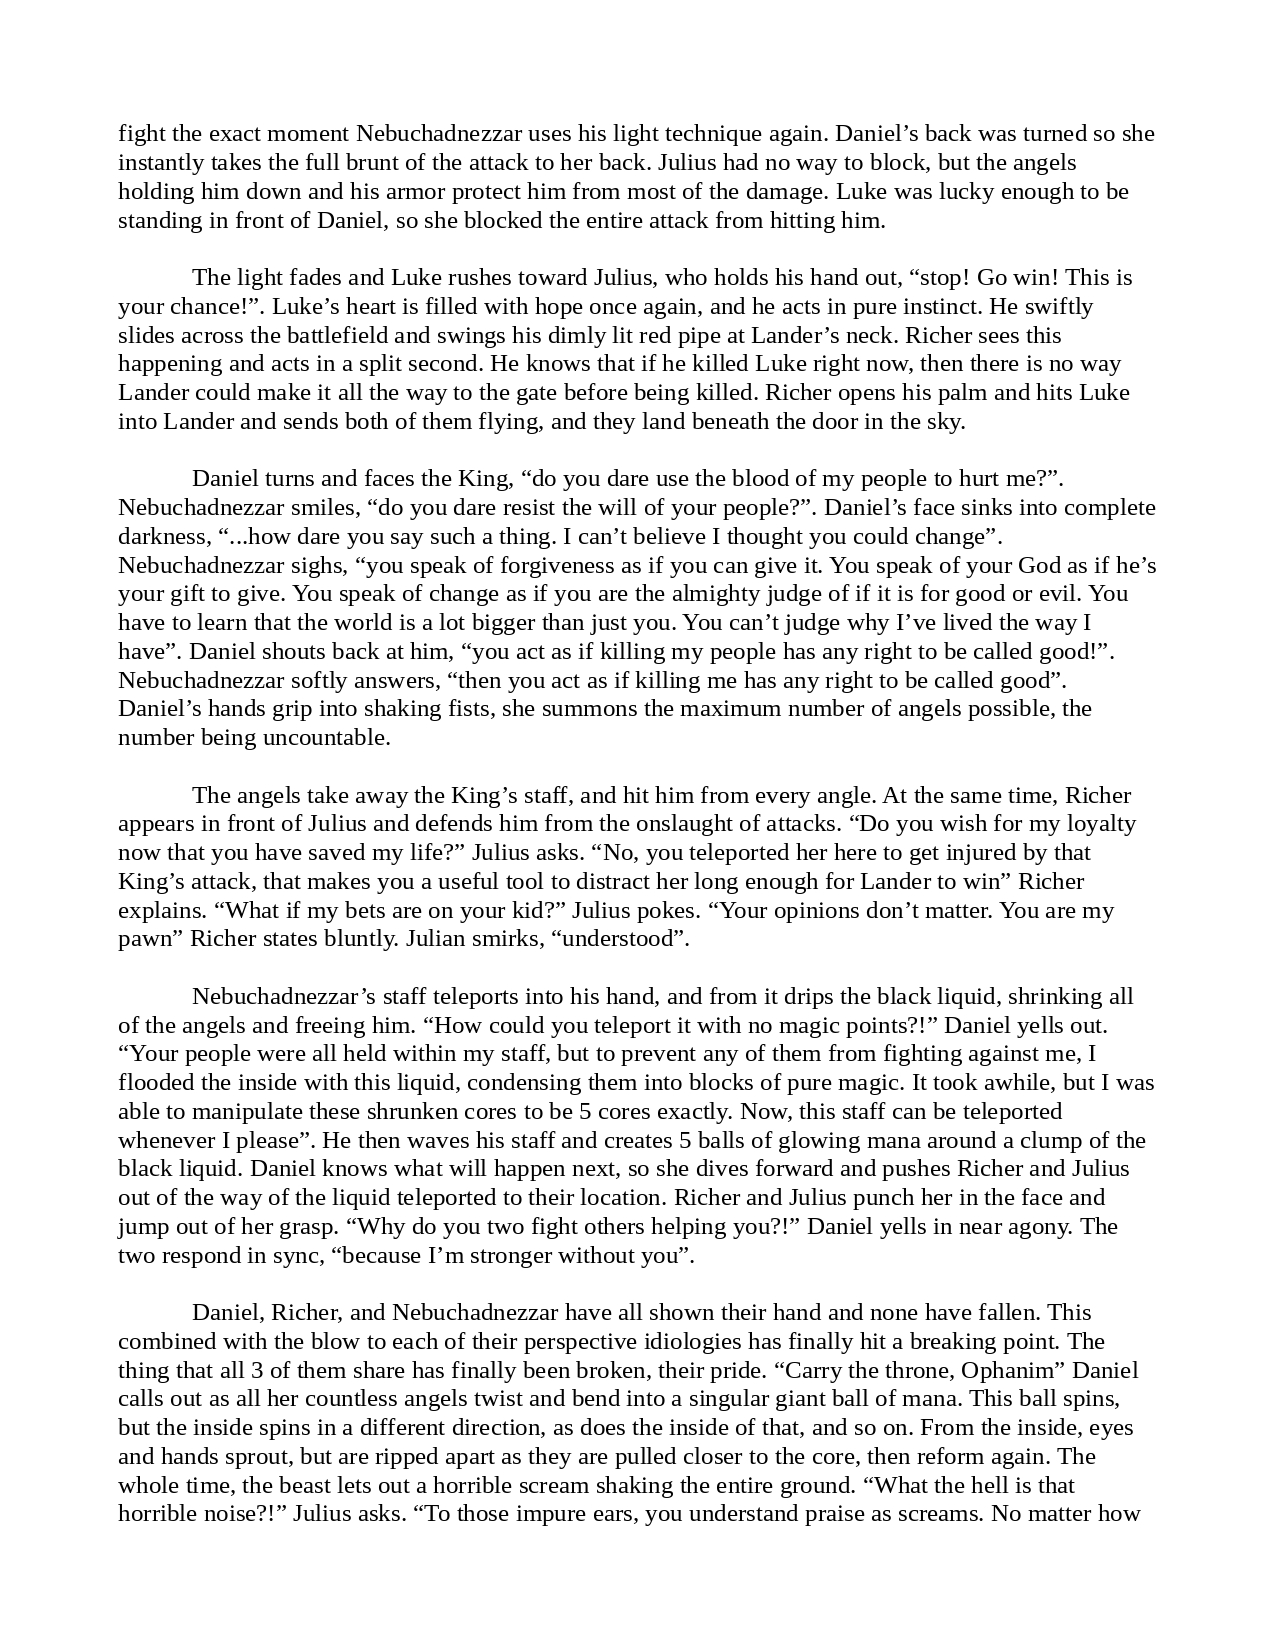 fight the exact moment Nebuchadnezzar uses his light technique again. Daniel’s back was turned so she
instantly takes the full brunt of the attack to her back. Julius had no way to block, but the angels
holding him down and his armor protect him from most of the damage. Luke was lucky enough to be
standing in front of Daniel, so she blocked the entire attack from hitting him.
The light fades and Luke rushes toward Julius, who holds his hand out, “stop! Go win! This is
your chance!”. Luke’s heart is filled with hope once again, and he acts in pure instinct. He swiftly
slides across the battlefield and swings his dimly lit red pipe at Lander’s neck. Richer sees this
happening and acts in a split second. He knows that if he killed Luke right now, then there is no way
Lander could make it all the way to the gate before being killed. Richer opens his palm and hits Luke
into Lander and sends both of them flying, and they land beneath the door in the sky.
Daniel turns and faces the King, “do you dare use the blood of my people to hurt me?”.
Nebuchadnezzar smiles, “do you dare resist the will of your people?”. Daniel’s face sinks into complete
darkness, “...how dare you say such a thing. I can’t believe I thought you could change”.
Nebuchadnezzar sighs, “you speak of forgiveness as if you can give it. You speak of your God as if he’s
your gift to give. You speak of change as if you are the almighty judge of if it is for good or evil. You
have to learn that the world is a lot bigger than just you. You can’t judge why I’ve lived the way I
have”. Daniel shouts back at him, “you act as if killing my people has any right to be called good!”.
Nebuchadnezzar softly answers, “then you act as if killing me has any right to be called good”.
Daniel’s hands grip into shaking fists, she summons the maximum number of angels possible, the
number being uncountable.
The angels take away the King’s staff, and hit him from every angle. At the same time, Richer
appears in front of Julius and defends him from the onslaught of attacks. “Do you wish for my loyalty
now that you have saved my life?” Julius asks. “No, you teleported her here to get injured by that
King’s attack, that makes you a useful tool to distract her long enough for Lander to win” Richer
explains. “What if my bets are on your kid?” Julius pokes. “Your opinions don’t matter. You are my
pawn” Richer states bluntly. Julian smirks, “understood”.
Nebuchadnezzar’s staff teleports into his hand, and from it drips the black liquid, shrinking all
of the angels and freeing him. “How could you teleport it with no magic points?!” Daniel yells out.
“Your people were all held within my staff, but to prevent any of them from fighting against me, I
flooded the inside with this liquid, condensing them into blocks of pure magic. It took awhile, but I was
able to manipulate these shrunken cores to be 5 cores exactly. Now, this staff can be teleported
whenever I please”. He then waves his staff and creates 5 balls of glowing mana around a clump of the
black liquid. Daniel knows what will happen next, so she dives forward and pushes Richer and Julius
out of the way of the liquid teleported to their location. Richer and Julius punch her in the face and
jump out of her grasp. “Why do you two fight others helping you?!” Daniel yells in near agony. The
two respond in sync, “because I’m stronger without you”.
Daniel, Richer, and Nebuchadnezzar have all shown their hand and none have fallen. This
combined with the blow to each of their perspective idiologies has finally hit a breaking point. The
thing that all 3 of them share has finally been broken, their pride. “Carry the throne, Ophanim” Daniel
calls out as all her countless angels twist and bend into a singular giant ball of mana. This ball spins,
but the inside spins in a different direction, as does the inside of that, and so on. From the inside, eyes
and hands sprout, but are ripped apart as they are pulled closer to the core, then reform again. The
whole time, the beast lets out a horrible scream shaking the entire ground. “What the hell is that
horrible noise?!” Julius asks. “To those impure ears, you understand praise as screams. No matter how